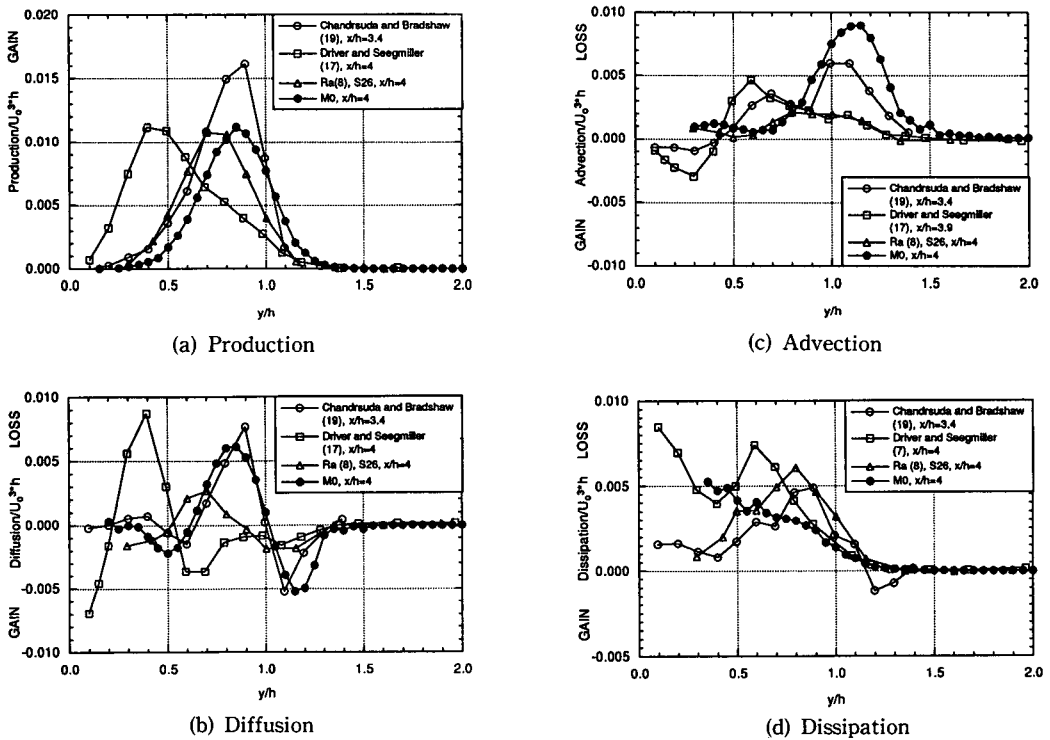 0.020
0.015
0.010
0.005
0.000
GAIN
Production/U₀³*h
Chandrsuda and Bradshaw
(19), x/h=3.4
Driver and Seegmiller
(17), x/h=4
Ra(8), S26, x/h=4
M0, x/h=4
0.0 0.5 1.0 1.5 2.0
y/h
(a) Production
0.010
0.005
0.000
-0.005
-0.010
LOSS
Advection/U₀³*h
GAIN
Chandrsuda and Bradshaw
(19), x/h=3.4
Driver and Seegmiller
(17), x/h=3.9
Ra (8), S26, x/h=4
M0, x/h=4
0.0 0.5 1.0 1.5 2.0
y/h
(c) Advection
0.010
0.005
0.000
-0.005
-0.010
LOSS
Diffusion/U₀³*h
GAIN
Chandrsuda and Bradshaw
(19), x/h=3.4
Driver and Seegmiller
(17), x/h=4
Ra (8), S26, x/h=4
M0, x/h=4
0.0 0.5 1.0 1.5 2.0
y/h
(b) Diffusion
0.010
0.005
0.000
-0.005
LOSS
Dissipation/U₀³*h
GAIN
Chandrsuda and Bradshaw
(19), x/h=3.4
Driver and Seegmiller
(7), x/h=4
Ra (8), S26, x/h=4
M0, x/h=4
0.0 0.5 1.0 1.5 2.0
y/h
(d) Dissipation